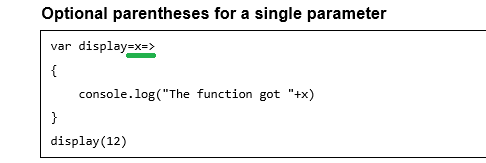 Optional parentheses for a single parameter
var display=x=>
{
    console.log("The function got "+x)
}
display(12)